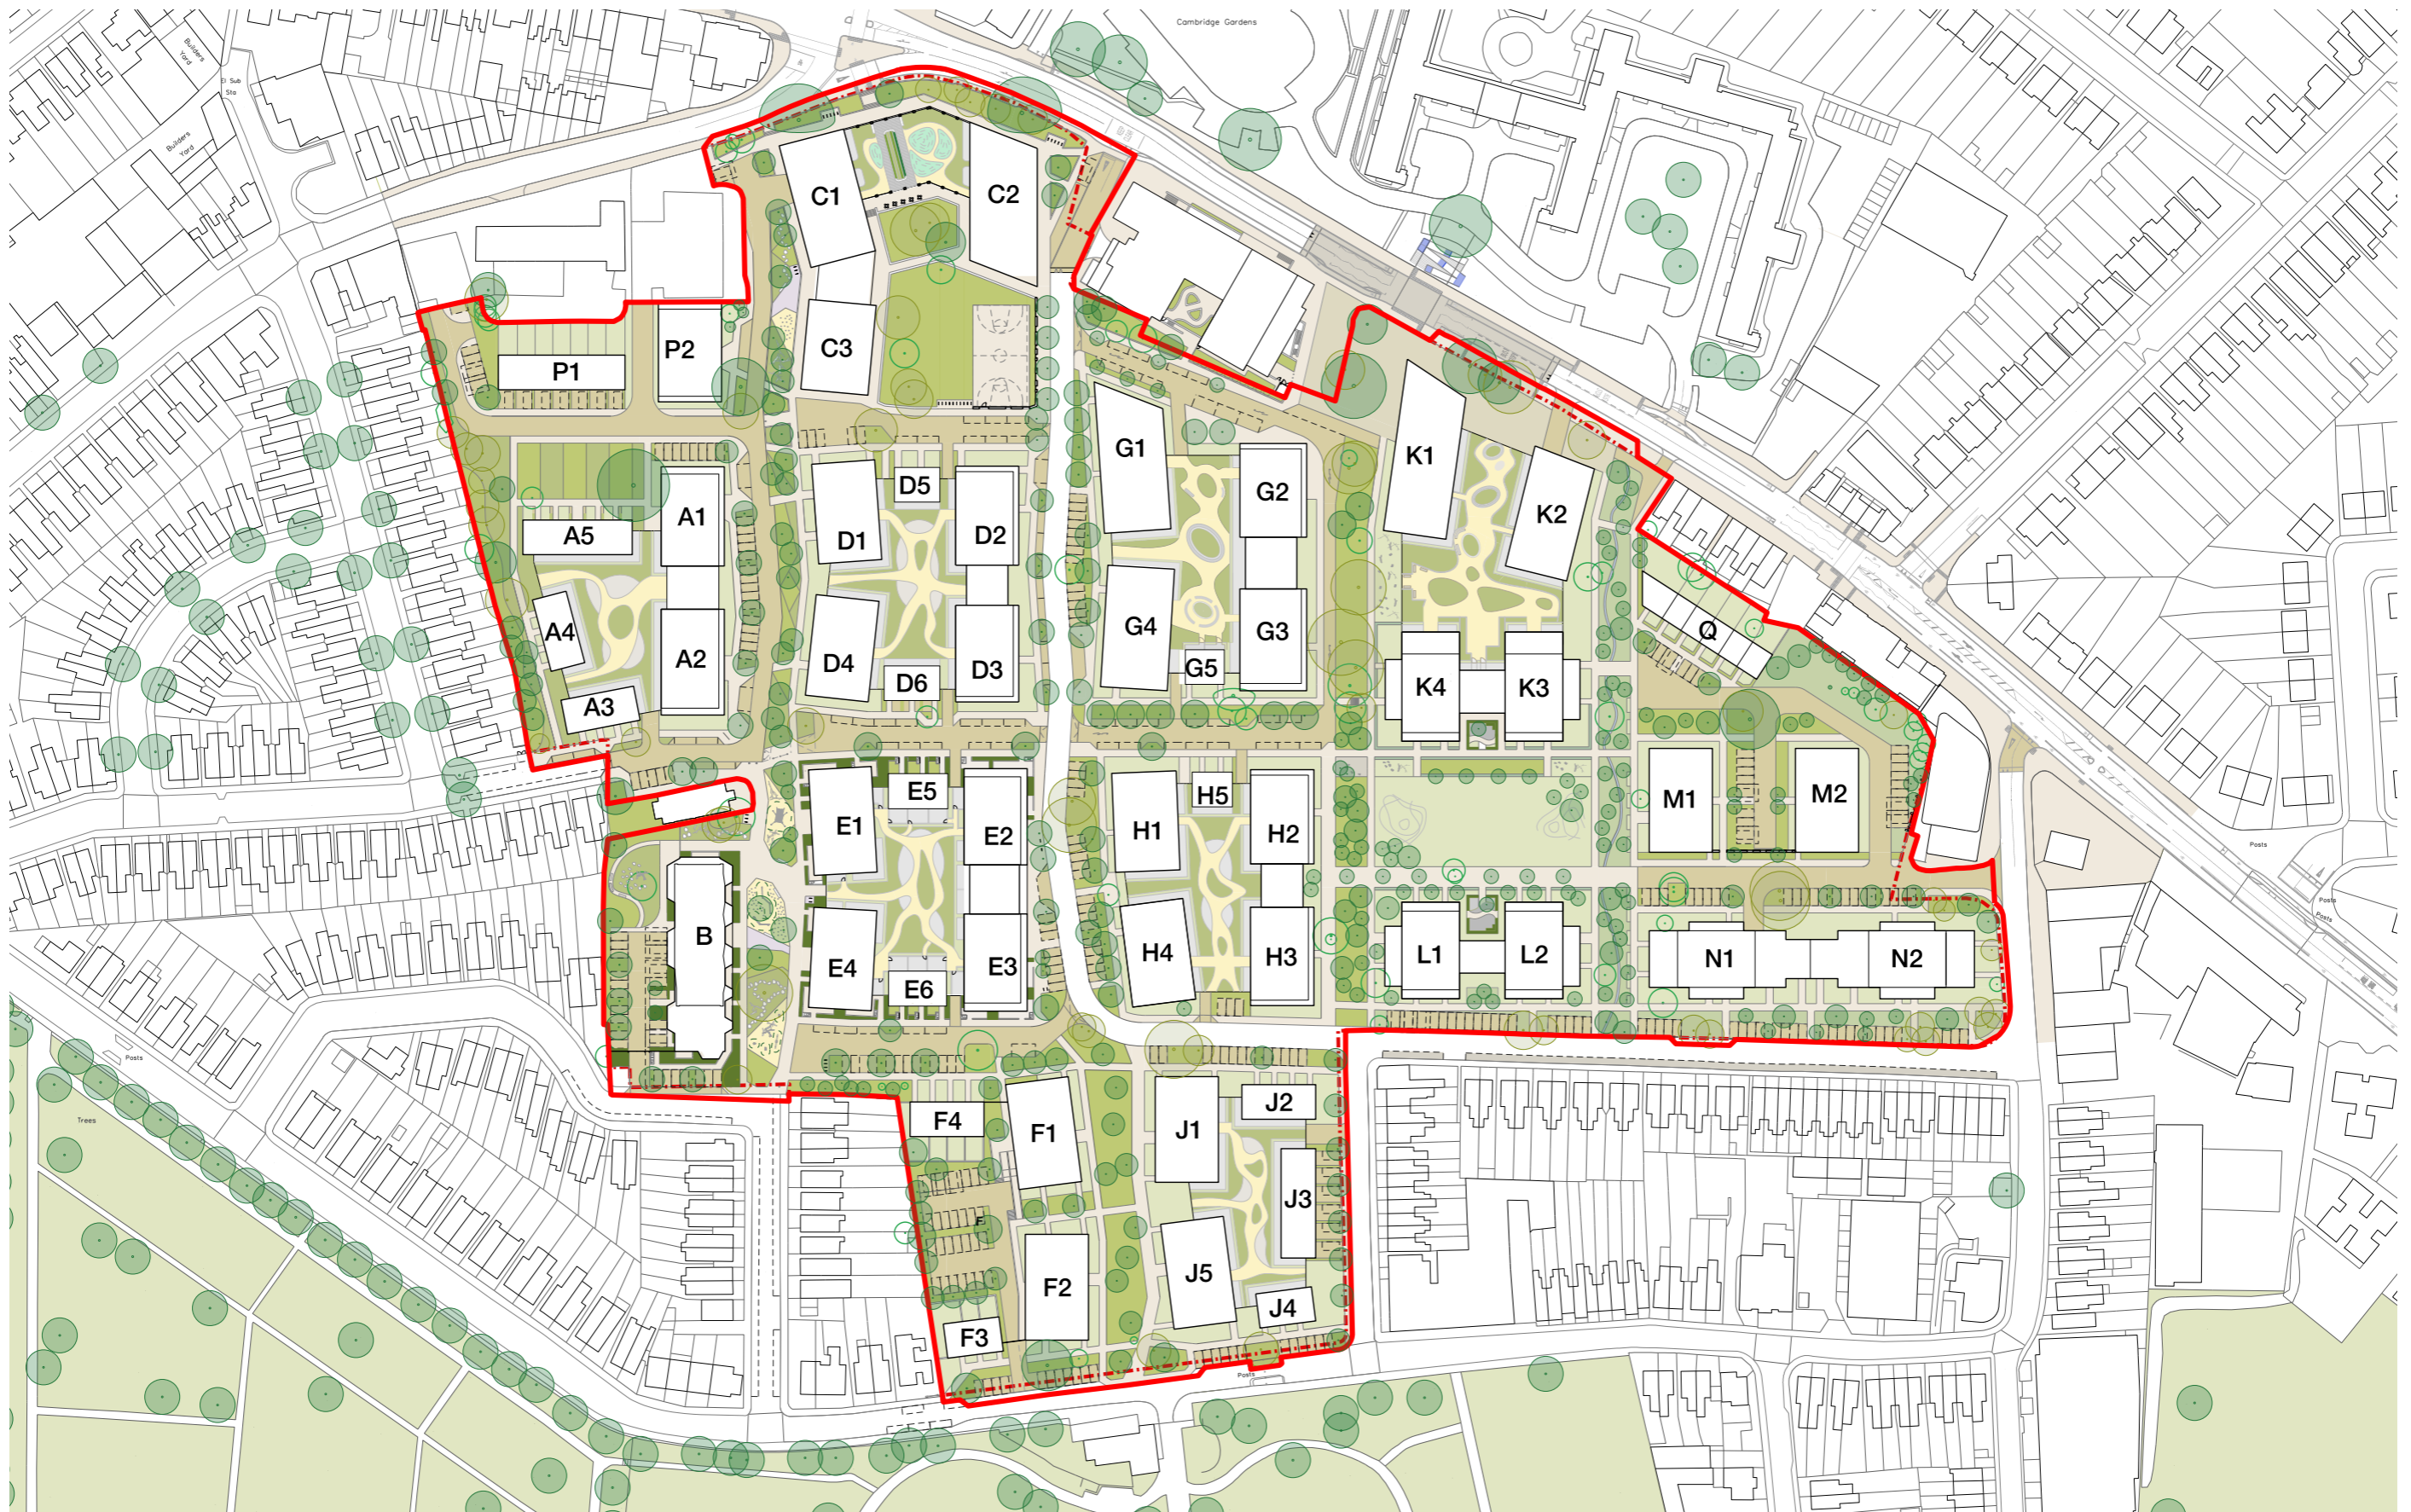 Cambridge Gardens
Builders
Yard
El Sub
Sta
Builders
Yard
C1
C2
C3
P2
P1
G1
K1
D5
A1
G2
K2
A5
D1
D2
A4
G4
G3
Q
A2
D4
D6
D3
G5
K4
K3
A3
E5
H5
M1
M2
E1
E2
H1
H2
Posts
Posts
Posts
B
E4
E3
H4
H3
L1
L2
N1
N2
E6
Posts
Trees
F4
F1
J1
J2
J3
F
F2
J5
J4
F3
Posts